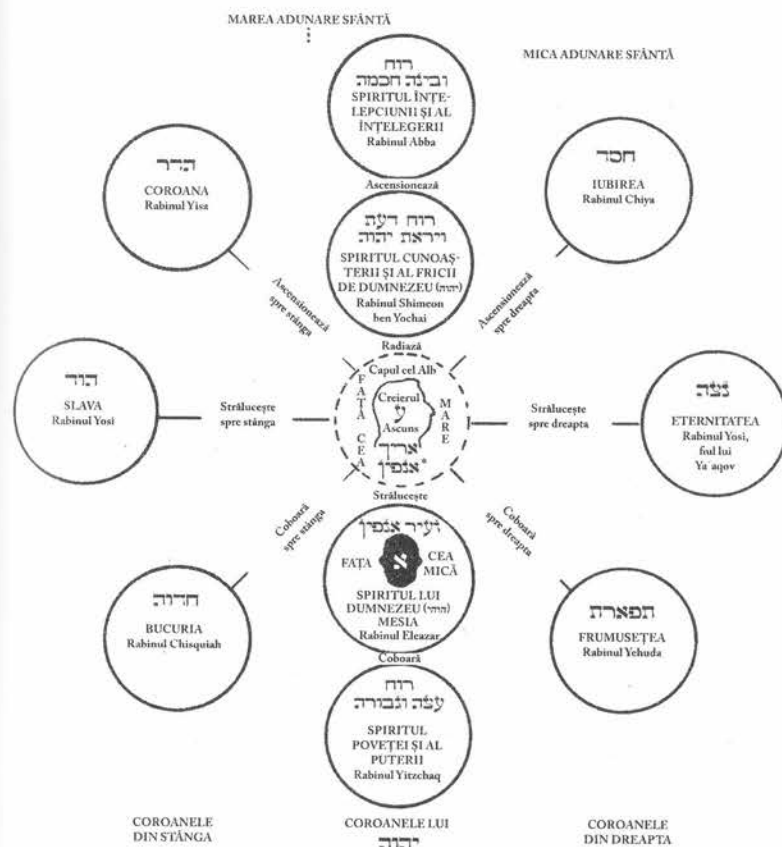 MAREA ADUNARE SFÂNTĂ
MICA ADUNARE SFÂNTĂ
רוח
ובינה חכמה
SPIRITUL ÎNȚE-
LEPCIUNII ȘI AL
ÎNȚELEGERII
Rabinul Abba
הדר
COROANA
Rabinul Yisa
חסד
IUBIREA
Rabinul Chiya
Ascensionează
רוח דעת
ויראת יהוה
SPIRITUL CUNOAȘ-
TERII ȘI AL FRICII
DE DUMNEZEU (יהוה)
Rabinul Shimeon
ben Yochai
Ascensionează
spre stânga
Ascensionează
spre dreapta
Radiază
Capul cel Alb
FAȚĂ CEA
Creierul
ע
Ascuns
MARE
אריך
אנפין*
הוד
SLAVA
Rabinul Yosi
Strălucește
spre stânga
Strălucește
spre dreapta
נצח
ETERNITATEA
Rabinul Yosi,
fiul lui
Ya'aqov
Strălucește
Coboară
spre stânga
Coboară
spre dreapta
זעיר אנפין
FAȚA
א
CEA
MICĂ
SPIRITUL LUI
DUMNEZEU
MESIA
Rabinul Eleazar
חדוה
BUCURIA
Rabinul Chisquiah
תפארת
FRUMUSEȚEA
Rabinul Yehuda
Coboară
רוח
עצה וגבורה
SPIRITUL
POVEȚEI ȘI AL
PUTERII
Rabinul Yitzchaq
COROANELE
DIN STÂNGA
COROANELE LUI
יהוה
COROANELE
DIN DREAPTA